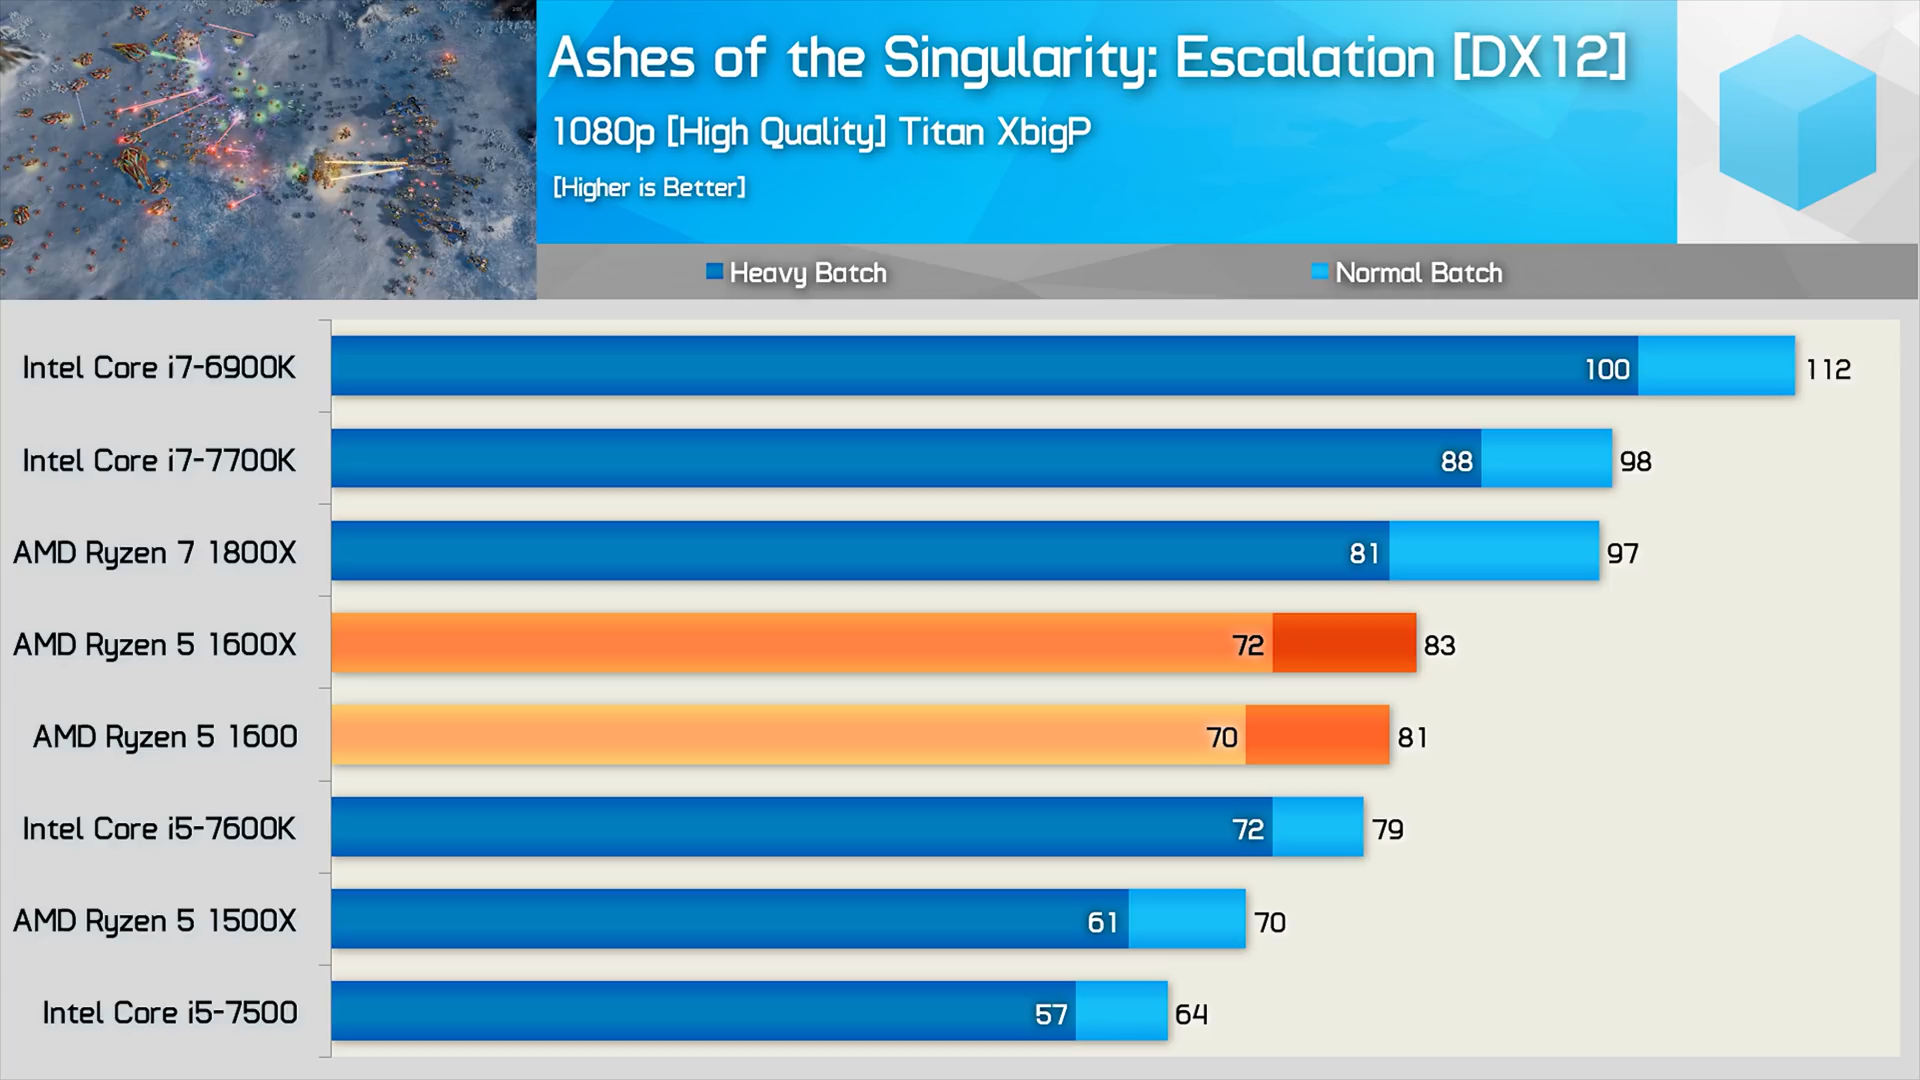 Ashes of the Singularity: Escalation [DX12]
1080p [High Quality] Titan XbigP
[Higher is Better]
Heavy Batch Normal Batch
Intel Core i7-6900K 100 112
Intel Core i7-7700K 88 98
AMD Ryzen 7 1800X 81 97
AMD Ryzen 5 1600X 72 83
AMD Ryzen 5 1600 70 81
Intel Core i5-7600K 72 79
AMD Ryzen 5 1500X 61 70
Intel Core i5-7500 57 64